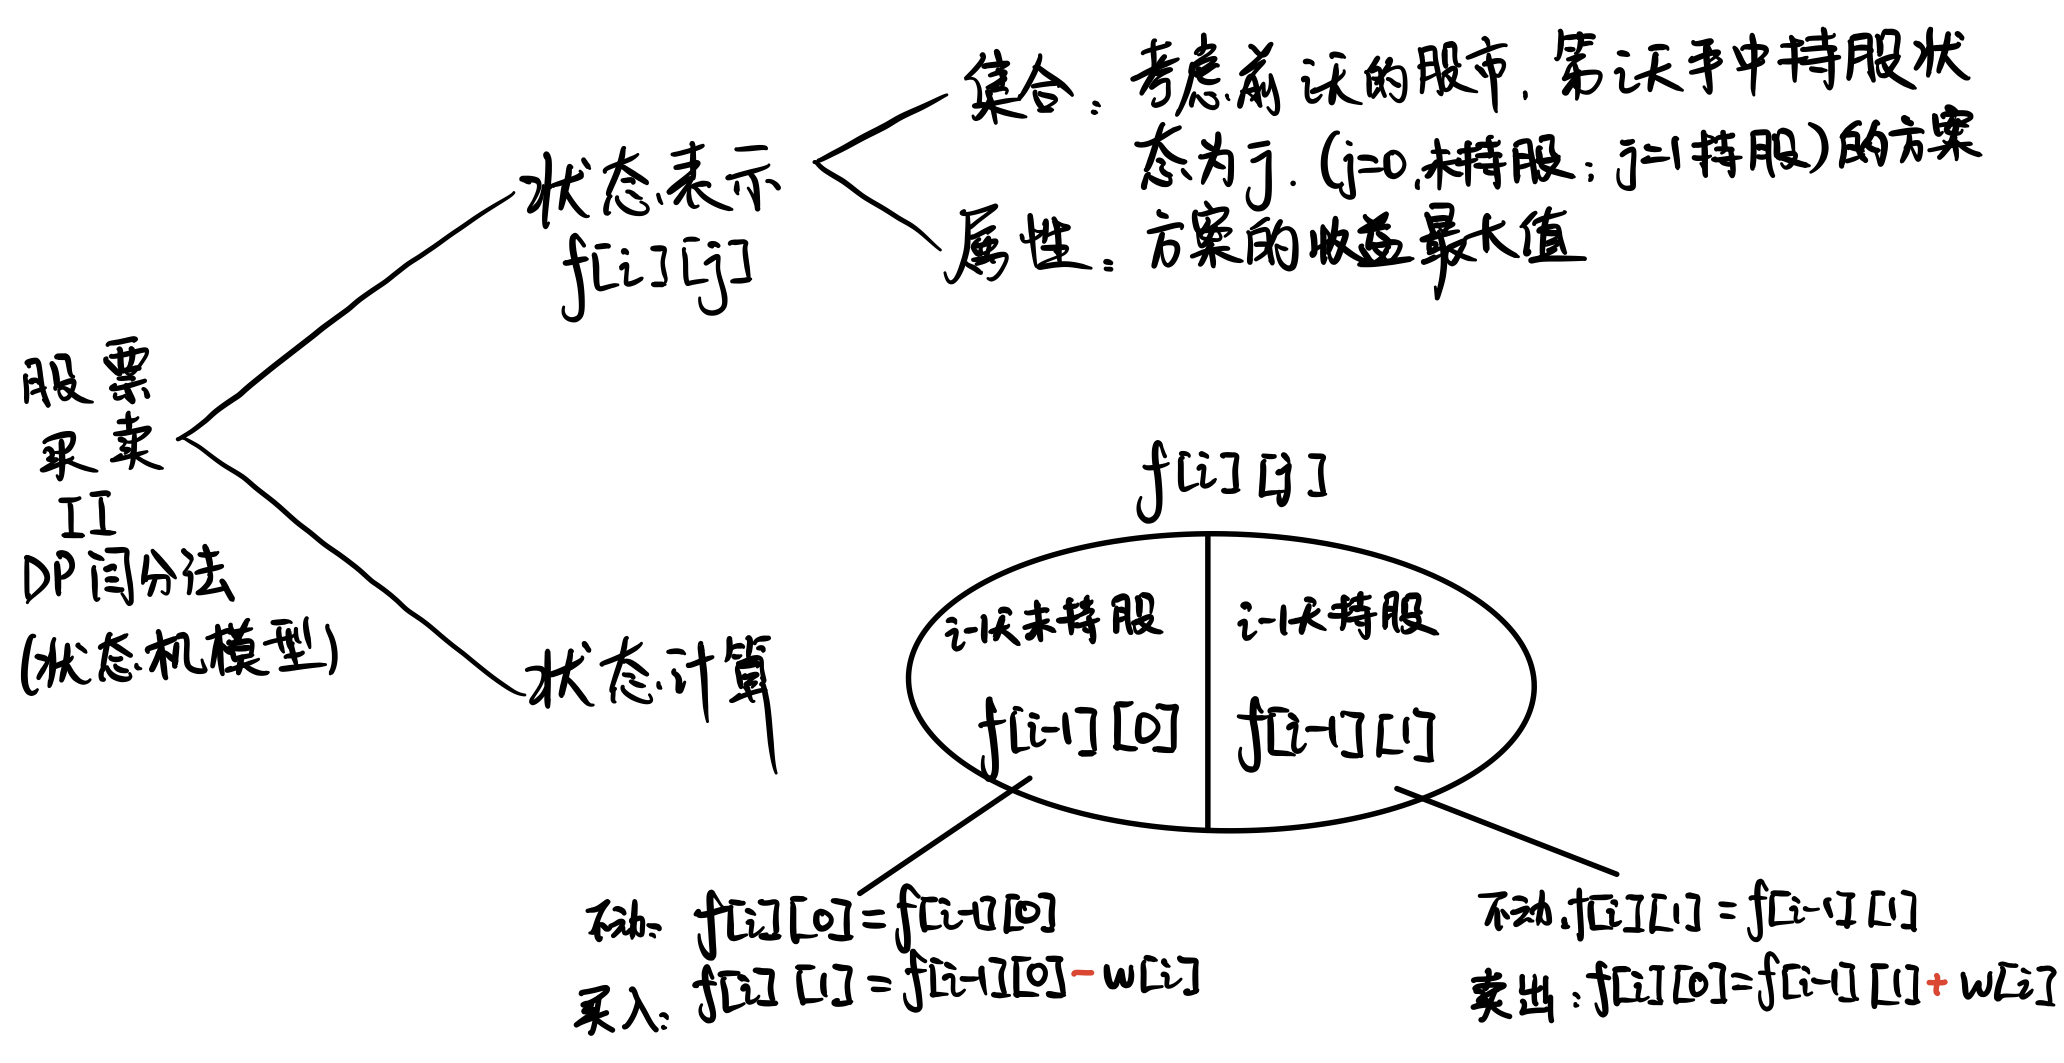 股票
买卖
II
DP闫分法
(状态机模型)
状态表示
f[i][j]
集合：考虑前i天的股市，第i天手中持股状
态为j.(j=0,未持股；j=1持股)的方案
属性：方案的收益最大值
状态计算
f[i][j]
i-1天未持股
f[i-1][0]
i-1天持股
f[i-1][1]
不动：f[i][0]=f[i-1][0]
买入：f[i][1]=f[i-1][0]-w[i]
不动.f[i][1]=f[i-1][1]
卖出：f[i][0]=f[i-1][1]+w[i]